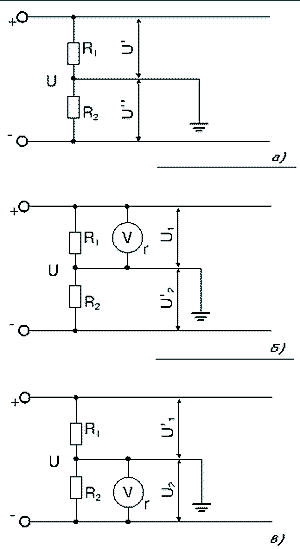 +
R1
U'
U
R2
U"
-
а)
+
R1
V
r
U1
U
R2
U'2
-
б)
+
R1
U'1
U
R2
V
r
U2
-
в)